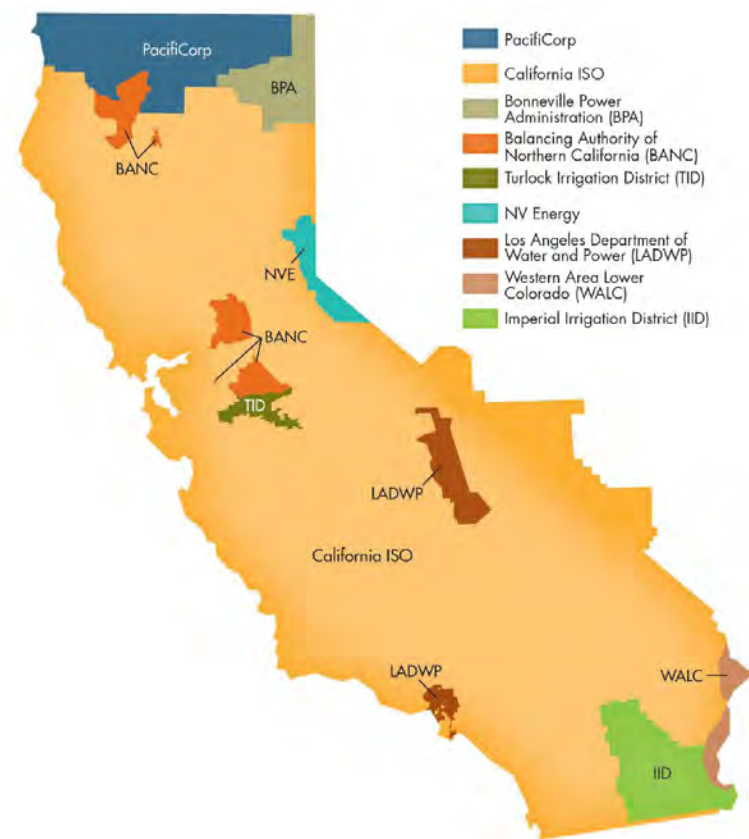 PacifiCorp
BPA
BANC
NVE
BANC
TID
LADWP
California ISO
LADWP
WALC
IID
PacifiCorp
California ISO
Bonneville Power
Administration (BPA)
Balancing Authority of
Northern California (BANC)
Turlock Irrigation District (TID)
NV Energy
Los Angeles Department of
Water and Power (LADWP)
Western Area Lower
Colorado (WALC)
Imperial Irrigation District (IID)